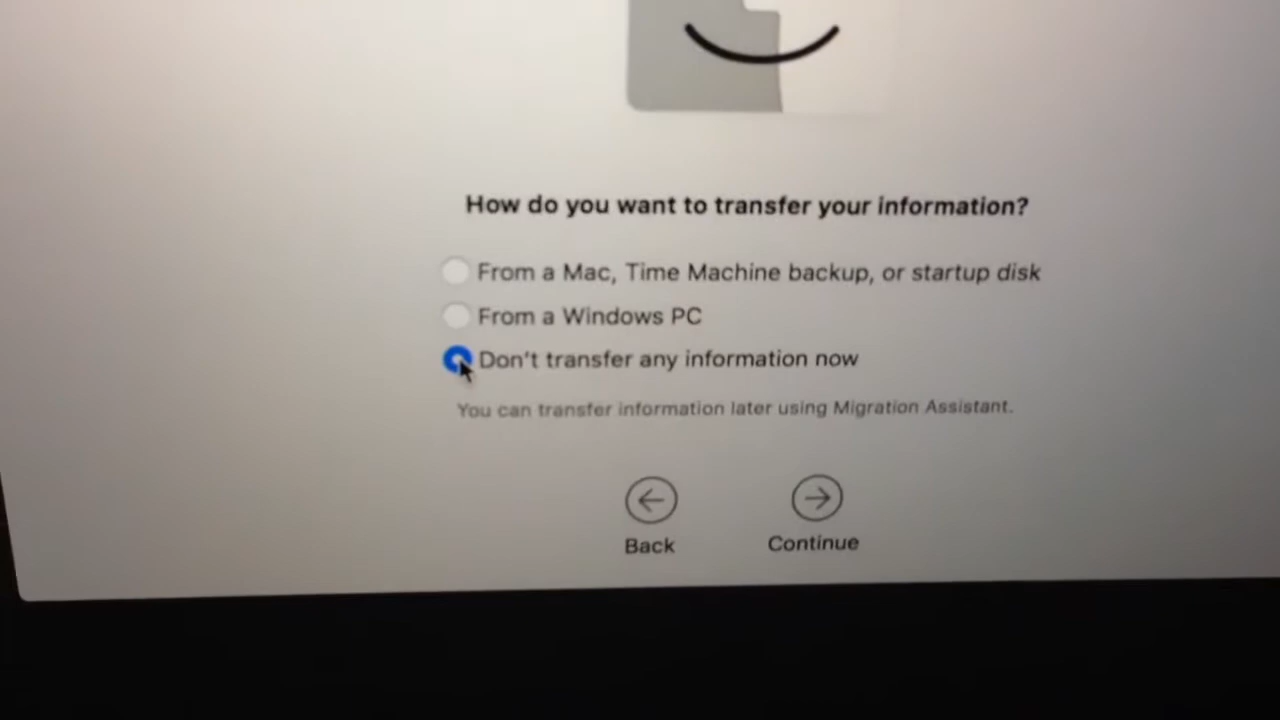 How do you want to transfer your information?
From a Mac, Time Machine backup, or startup disk
From a Windows PC
Don't transfer any information now
You can transfer information later using Migration Assistant.
Back
Continue